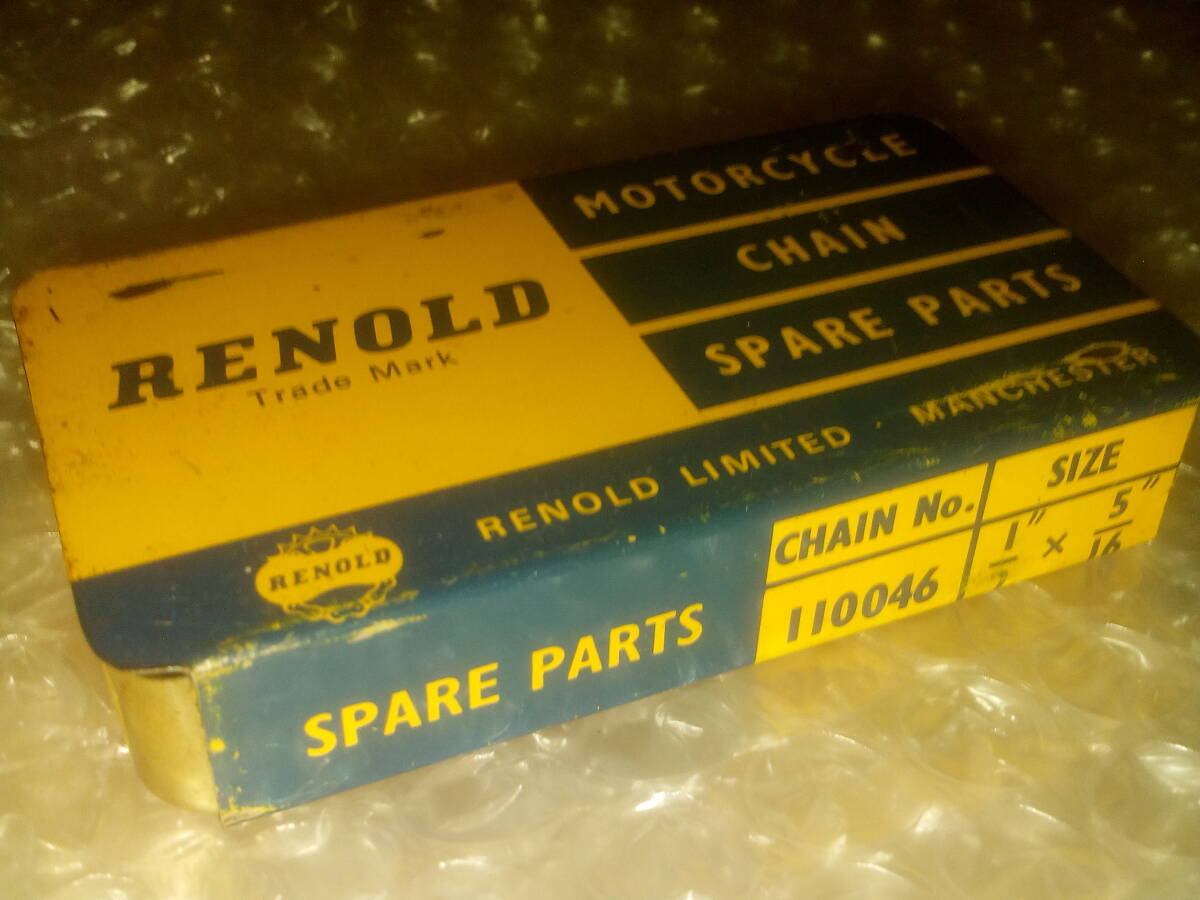 MOTORCYCLE
CHAIN
SPARE PARTS
RENOLD
Trade Mark
RENOLD LIMITED · MANCHESTER
RENOLD
SPARE PARTS
CHAIN No.
SIZE
110046
1/2" × 5/16"